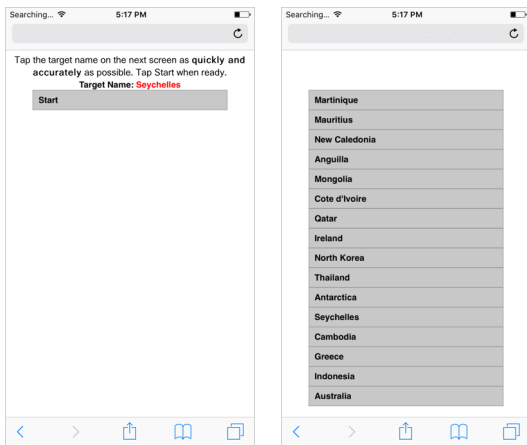 Searching... 5:17 PM
Tap the target name on the next screen as quickly and
accurately as possible. Tap Start when ready.
Target Name: Seychelles
Start
Searching... 5:17 PM
Martinique
Mauritius
New Caledonia
Anguilla
Mongolia
Cote d'Ivoire
Qatar
Ireland
North Korea
Thailand
Antarctica
Seychelles
Cambodia
Greece
Indonesia
Australia